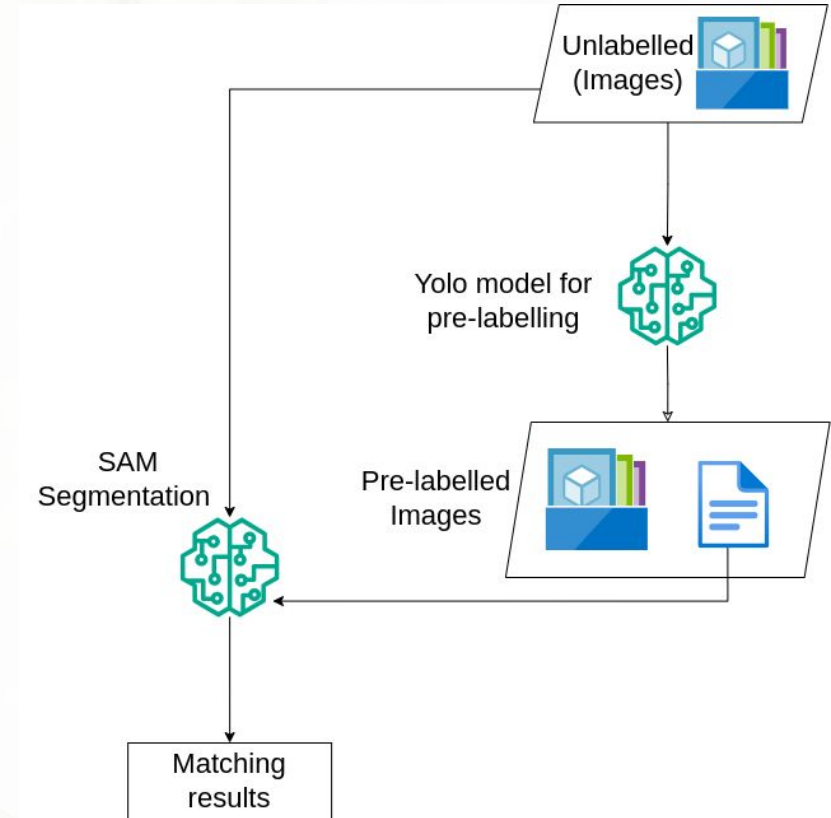 Unlabelled
(Images)
Yolo model for
pre-labelling
SAM
Segmentation
Pre-labelled
Images
Matching
results